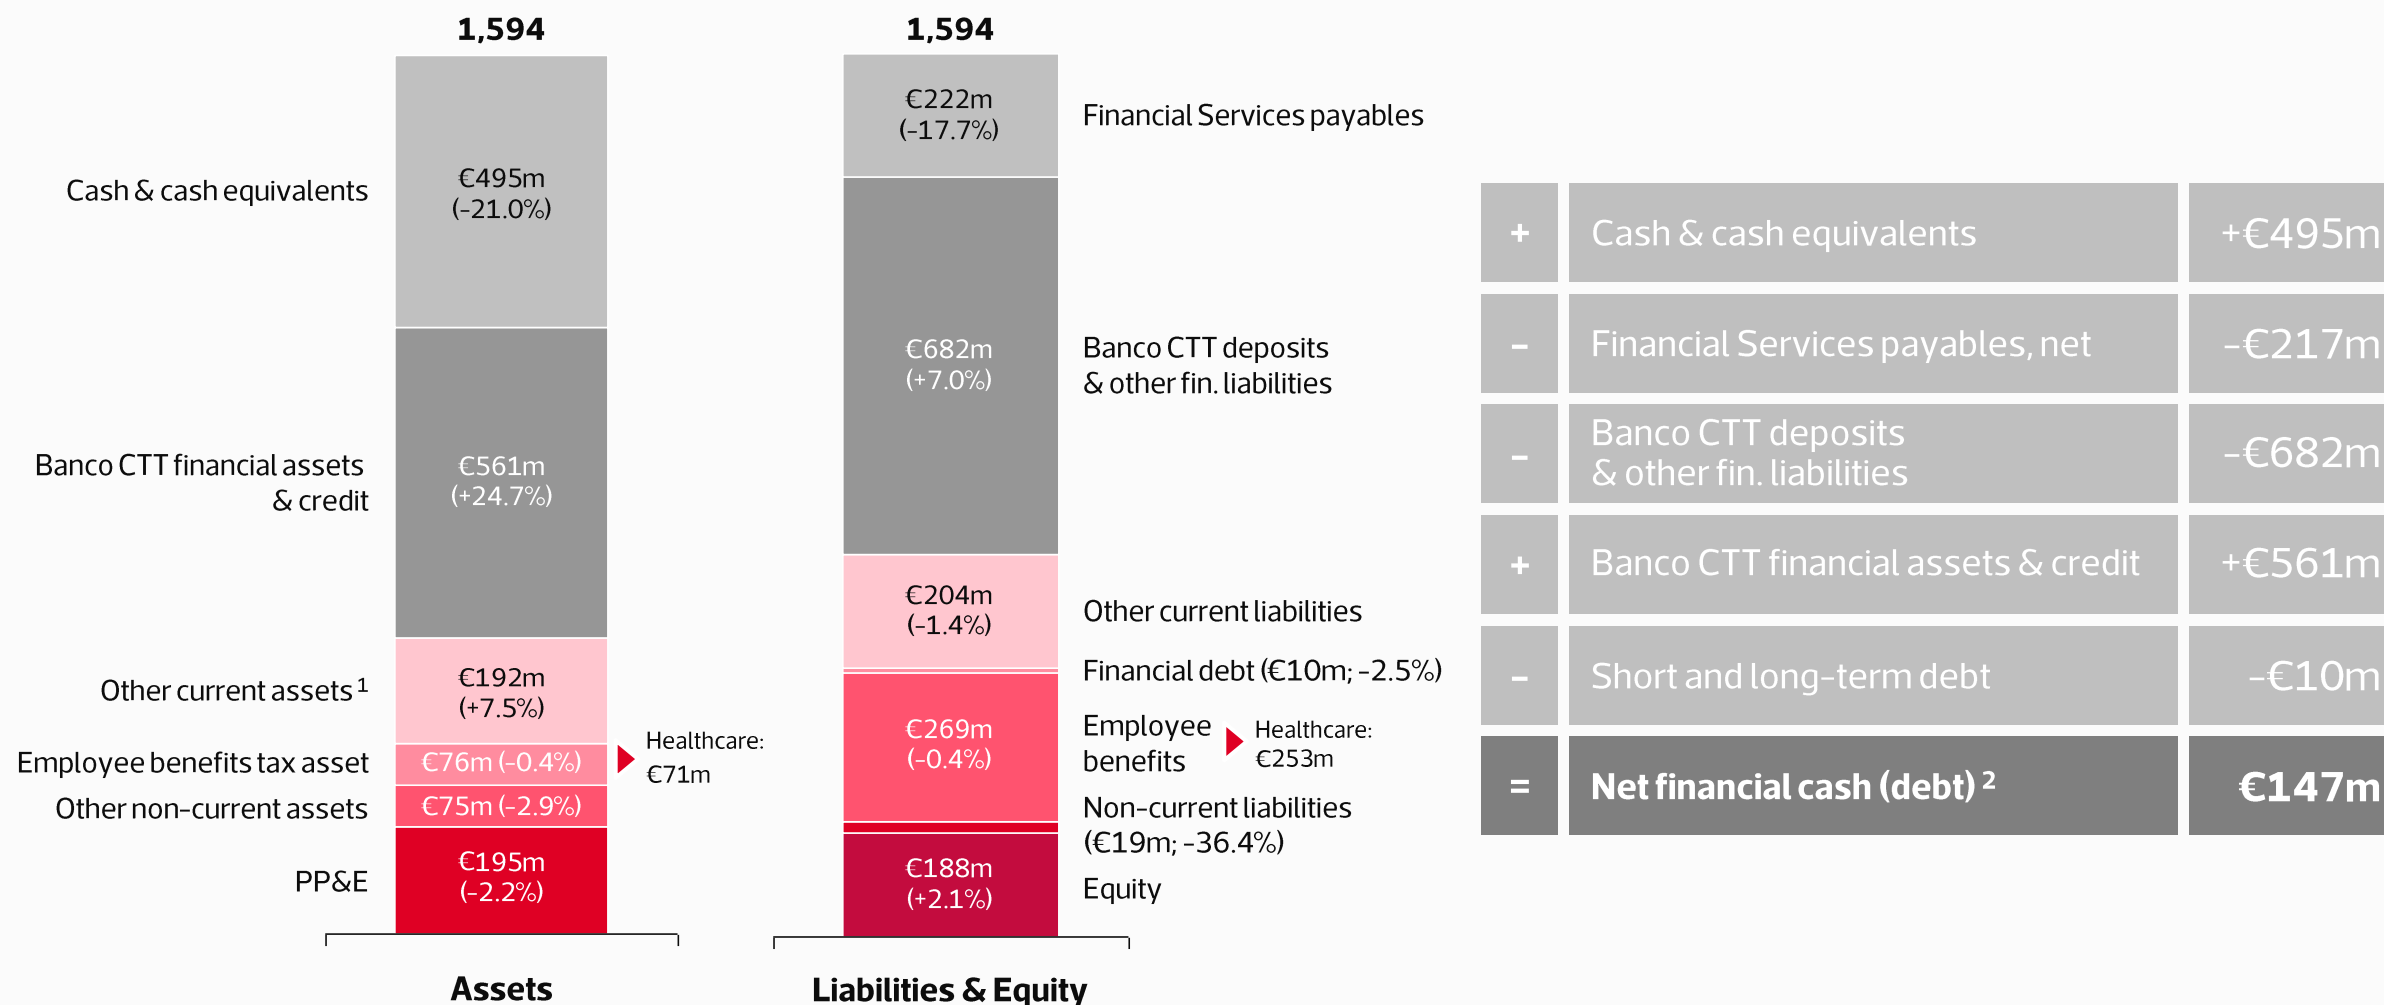 1,594
Cash & cash equivalents
€495m
(-21.0%)
Banco CTT financial assets
& credit
€561m
(+24.7%)
Other current assets 1
€192m
(+7.5%)
Employee benefits tax asset
€76m (-0.4%)
Healthcare:
€71m
Other non-current assets
€75m (-2.9%)
PP&E
€195m
(-2.2%)
Assets
1,594
€222m
(-17.7%)
Financial Services payables
€682m
(+7.0%)
Banco CTT deposits
& other fin. liabilities
€204m
(-1.4%)
Other current liabilities
Financial debt (€10m; -2.5%)
€269m
(-0.4%)
Employee
benefits
Healthcare:
€253m
Non-current liabilities
(€19m; -36.4%)
€188m
(+2.1%)
Equity
Liabilities & Equity
+ Cash & cash equivalents +€495m
- Financial Services payables, net -€217m
- Banco CTT deposits
& other fin. liabilities -€682m
+ Banco CTT financial assets & credit +€561m
- Short and long-term debt -€10m
= Net financial cash (debt) 2 €147m